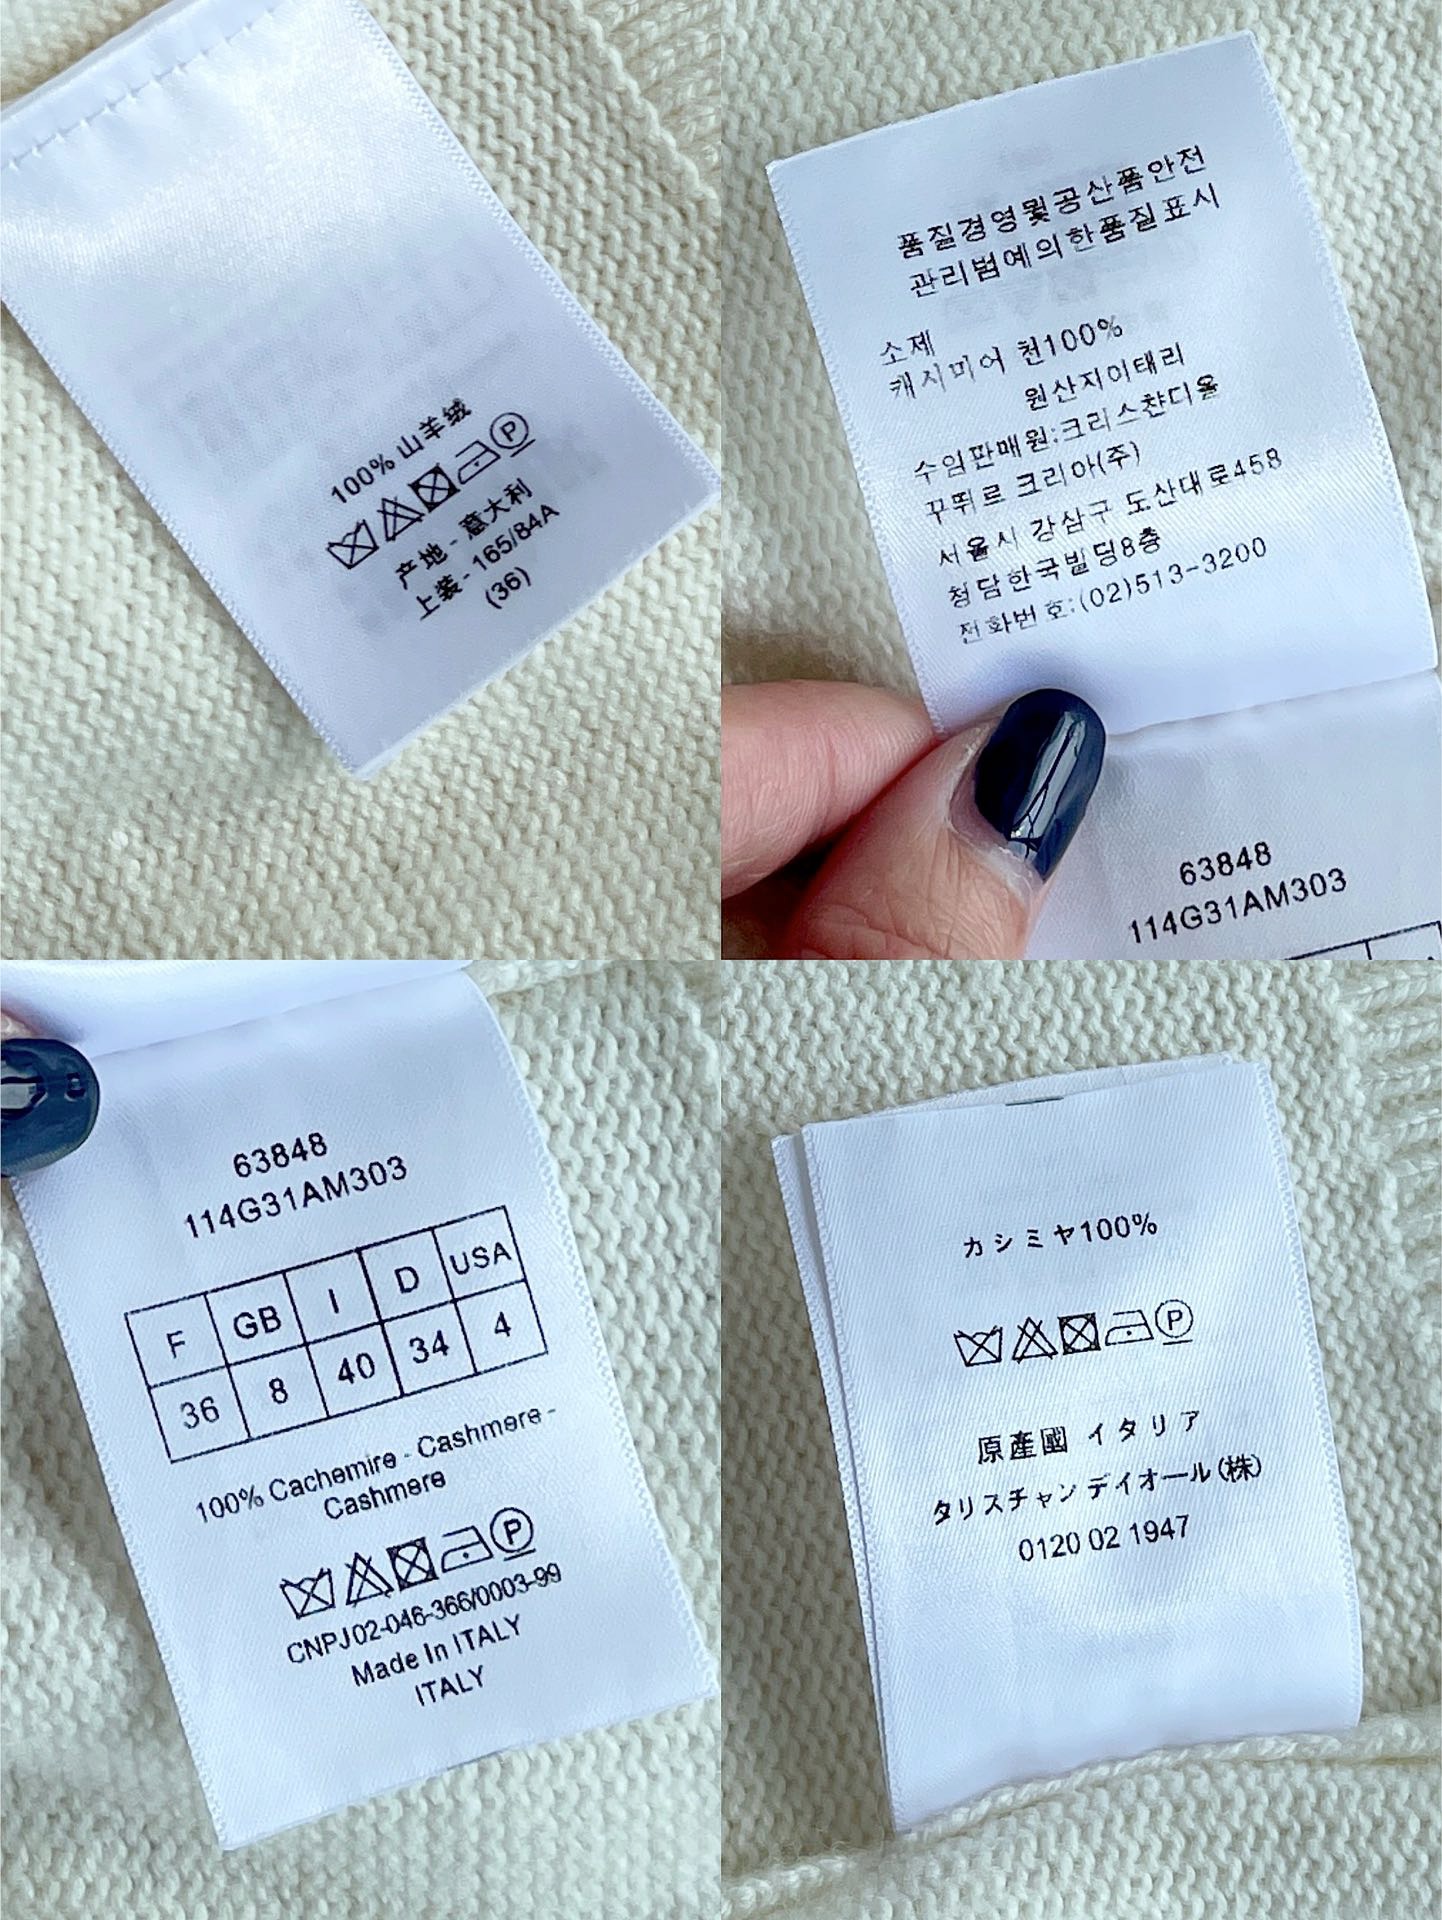 100% 山羊绒
产地 - 意大利
上装 - 165/84A
(36)
품질경영및공산품안전
관리범예의한품질표시
소제
캐시미어 천100%
원산지이태리
수임판매원:크리스챤디올
꾸뛰르 코리아(주)
서울시 강삼구 도산대로458
청담한국빌딩8층
전화번호:(02)513-3200
63848
114G31AM303
63848
114G31AM303
F GB I D USA
36 8 40 34 4
100% Cachemire - Cashmere -
Cashmere
CNPJ02-046-366/0003-99
Made In ITALY
ITALY
カシミヤ100%
原產國 イタリア
タリスチャンデイオール(株)
0120 02 1947